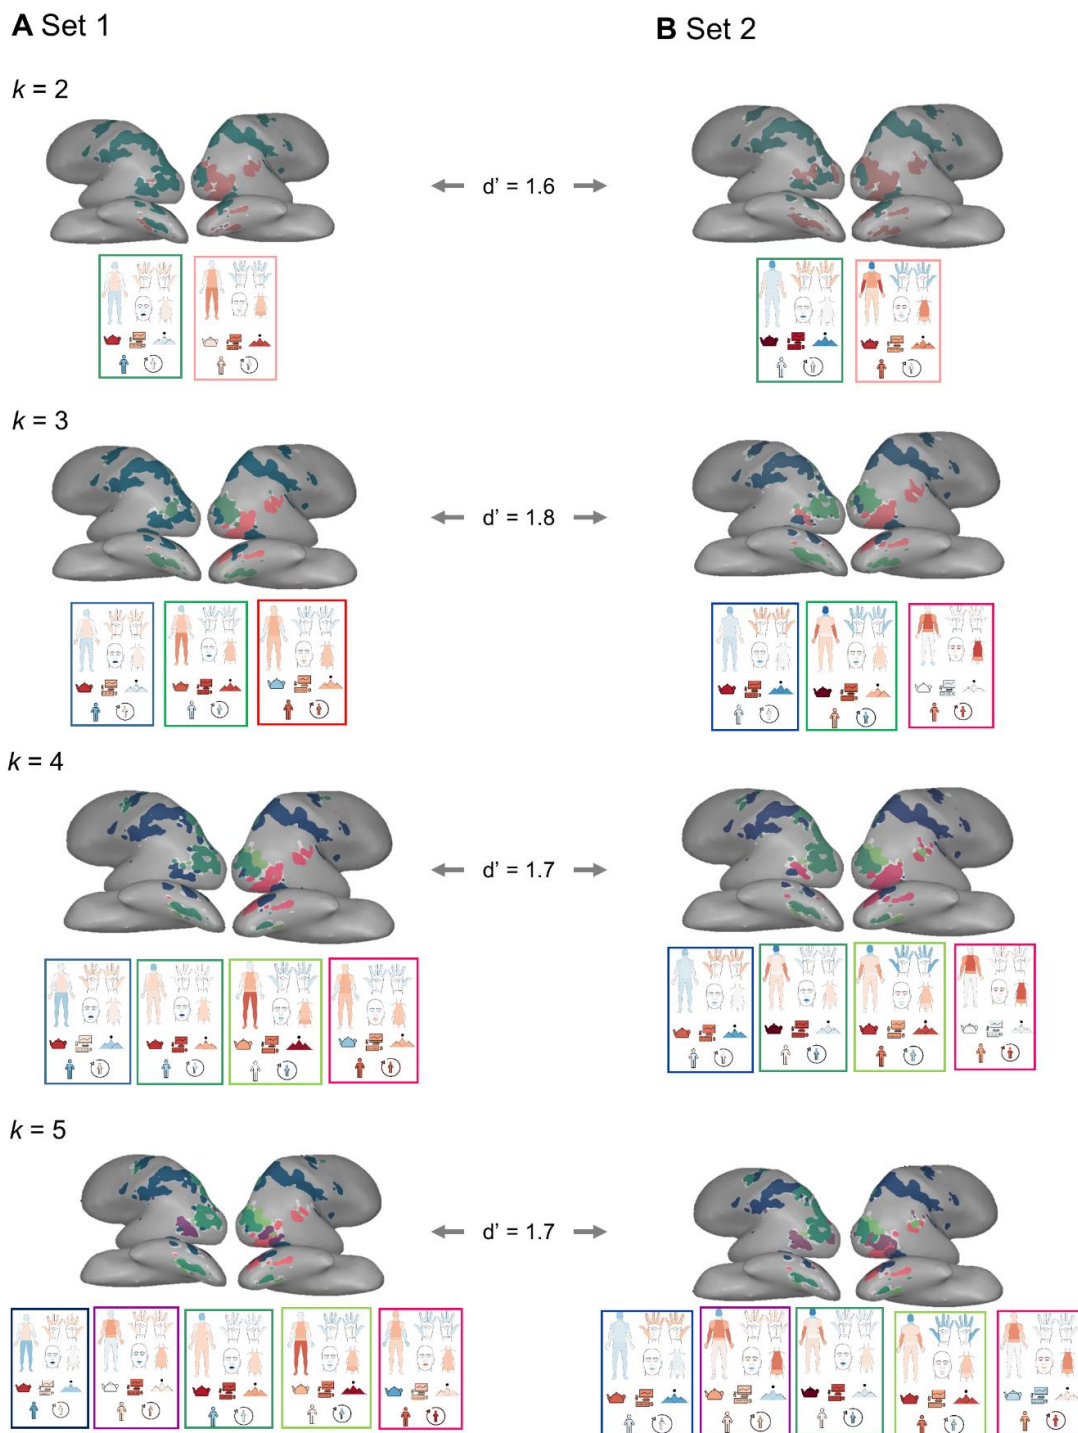 A Set 1
B Set 2
k = 2
d' = 1.6
k = 3
d' = 1.8
k = 4
d' = 1.7
k = 5
d' = 1.7